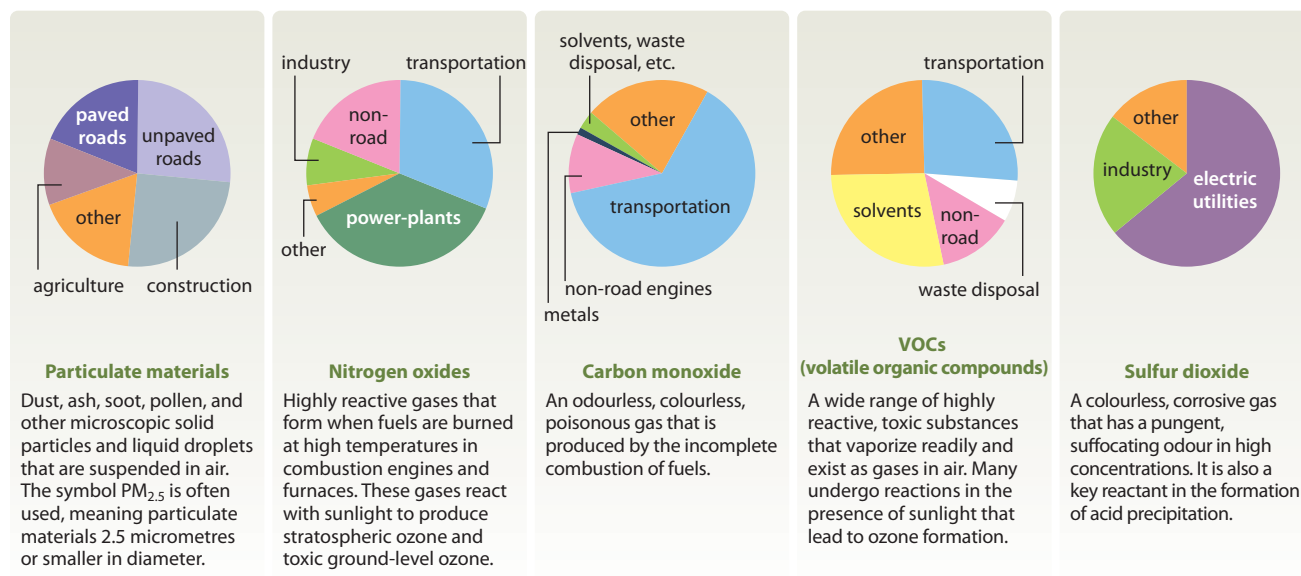 paved
roads
unpaved
roads
other
agriculture
construction
Particulate materials
Dust, ash, soot, pollen, and
other microscopic solid
particles and liquid droplets
that are suspended in air.
The symbol PM2.5 is often
used, meaning particulate
materials 2.5 micrometres
or smaller in diameter.
industry
transportation
non-
road
power-plants
other
Nitrogen oxides
Highly reactive gases that
form when fuels are burned
at high temperatures in
combustion engines and
furnaces. These gases react
with sunlight to produce
stratospheric ozone and
toxic ground-level ozone.
solvents, waste
disposal, etc.
other
transportation
non-road engines
metals
Carbon monoxide
An odourless, colourless,
poisonous gas that is
produced by the incomplete
combustion of fuels.
transportation
other
solvents
non-
road
waste disposal
VOCs
(volatile organic compounds)
A wide range of highly
reactive, toxic substances
that vaporize readily and
exist as gases in air. Many
undergo reactions in the
presence of sunlight that
lead to ozone formation.
other
industry
electric
utilities
Sulfur dioxide
A colourless, corrosive gas
that has a pungent,
suffocating odour in high
concentrations. It is also a
key reactant in the formation
of acid precipitation.